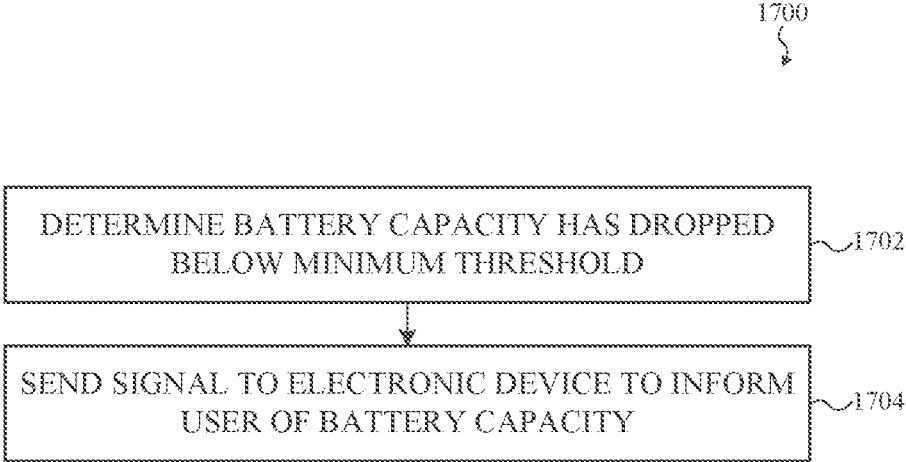 1700
DETERMINE BATTERY CAPACITY HAS DROPPED
BELOW MINIMUM THRESHOLD
1702
SEND SIGNAL TO ELECTRONIC DEVICE TO INFORM
USER OF BATTERY CAPACITY
1704